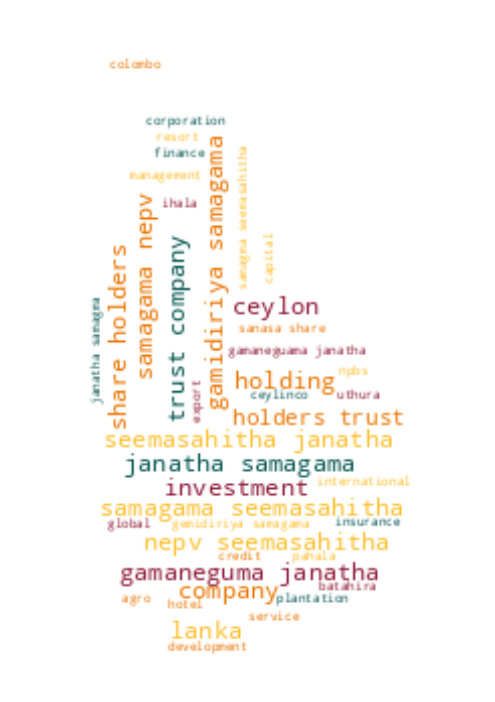 colombo
corporation
resort
finance
management
ihala
gamidiriya samagama
samagma seemasahitha
samagama nepv
trust company
capital
share holders
janatha samagma
export
ceylon
sanasa share
gamaneguama janatha
holding
npbs
ceylinco
uthura
holders trust
seemasahitha janatha
janatha samagama
investment
international
samagama seemasahitha
global
gemidiriya samagama
insurance
nepv seemasahitha
credit
pahala
gamaneguma janatha
batahira
company
plantation
agro
hotel
service
lanka
development